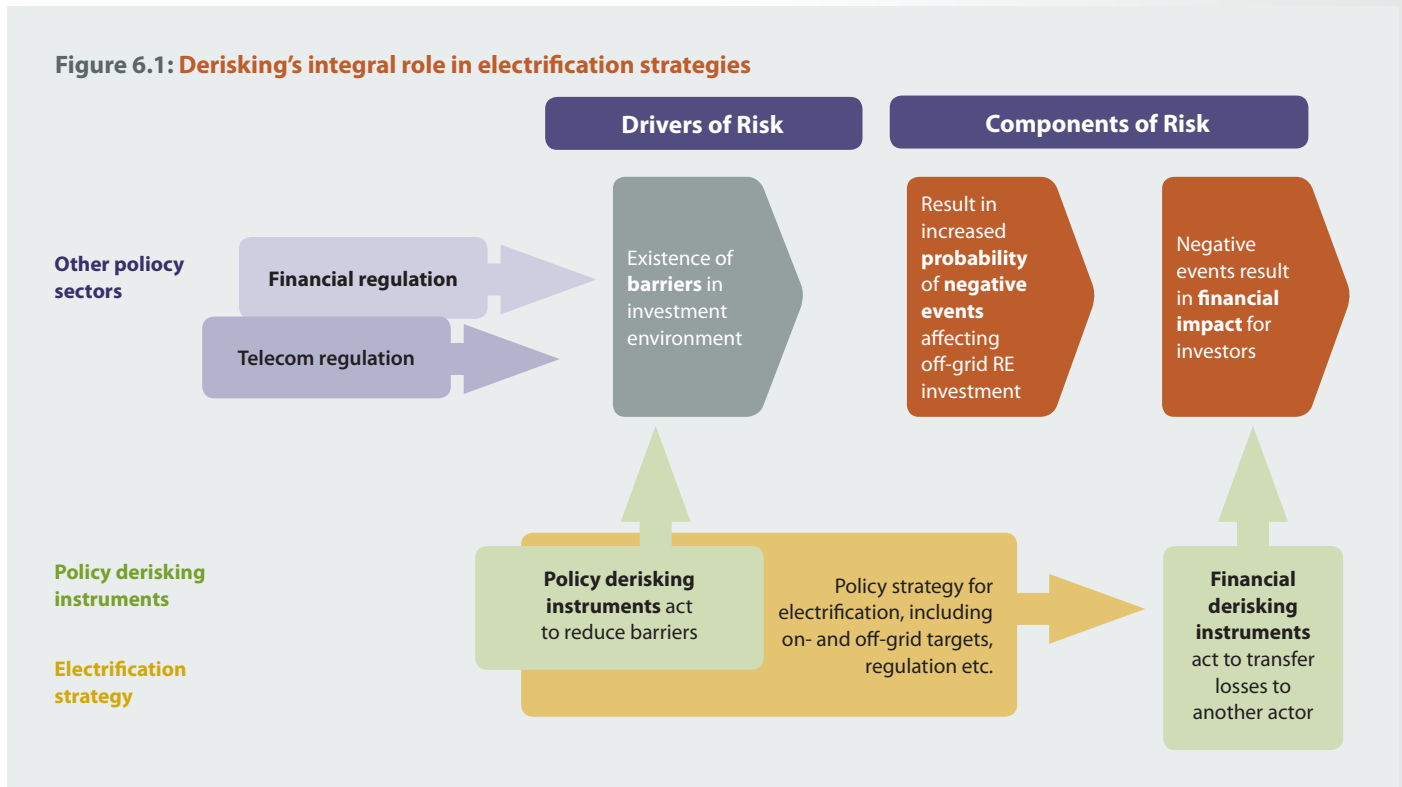 Figure 6.1: Derisking's integral role in electrification strategies
Drivers of Risk
Components of Risk
Other poliocy
sectors
Financial regulation
Telecom regulation
Existence of
barriers in
investment
environment
Result in
increased
probability
of negative
events
affecting
off-grid RE
investment
Negative
events result
in financial
impact for
investors
Policy derisking
instruments
Electrification
strategy
Policy derisking
instruments act
to reduce barriers
Policy strategy for
electrification, including
on- and off-grid targets,
regulation etc.
Financial
derisking
instruments
act to transfer
losses to
another actor